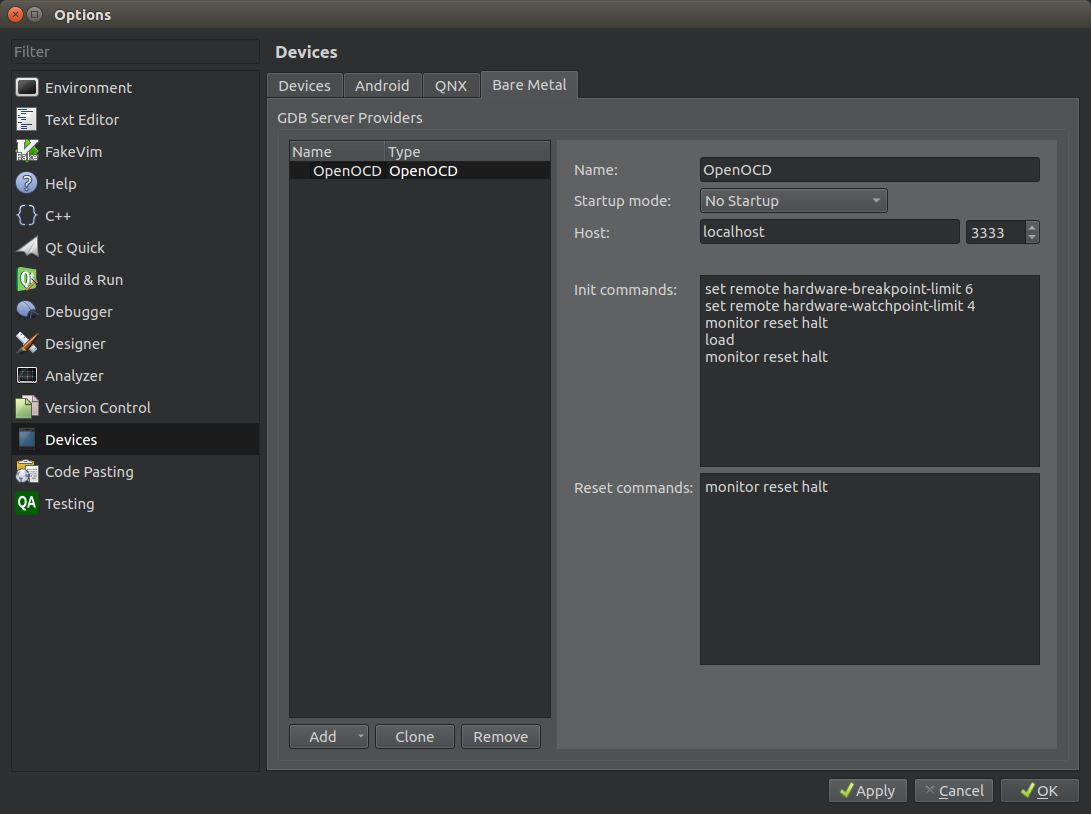 Options
Filter
Environment
Text Editor
FakeVim
Help
C++
Qt Quick
Build & Run
Debugger
Designer
Analyzer
Version Control
Devices
Code Pasting
QA Testing
Devices
Devices Android QNX Bare Metal
GDB Server Providers
Name Type
OpenOCD OpenOCD
Add Clone Remove
Name: OpenOCD
Startup mode: No Startup
Host: localhost 3333
Init commands: set remote hardware-breakpoint-limit 6
set remote hardware-watchpoint-limit 4
monitor reset halt
load
monitor reset halt
Reset commands: monitor reset halt
Apply Cancel OK